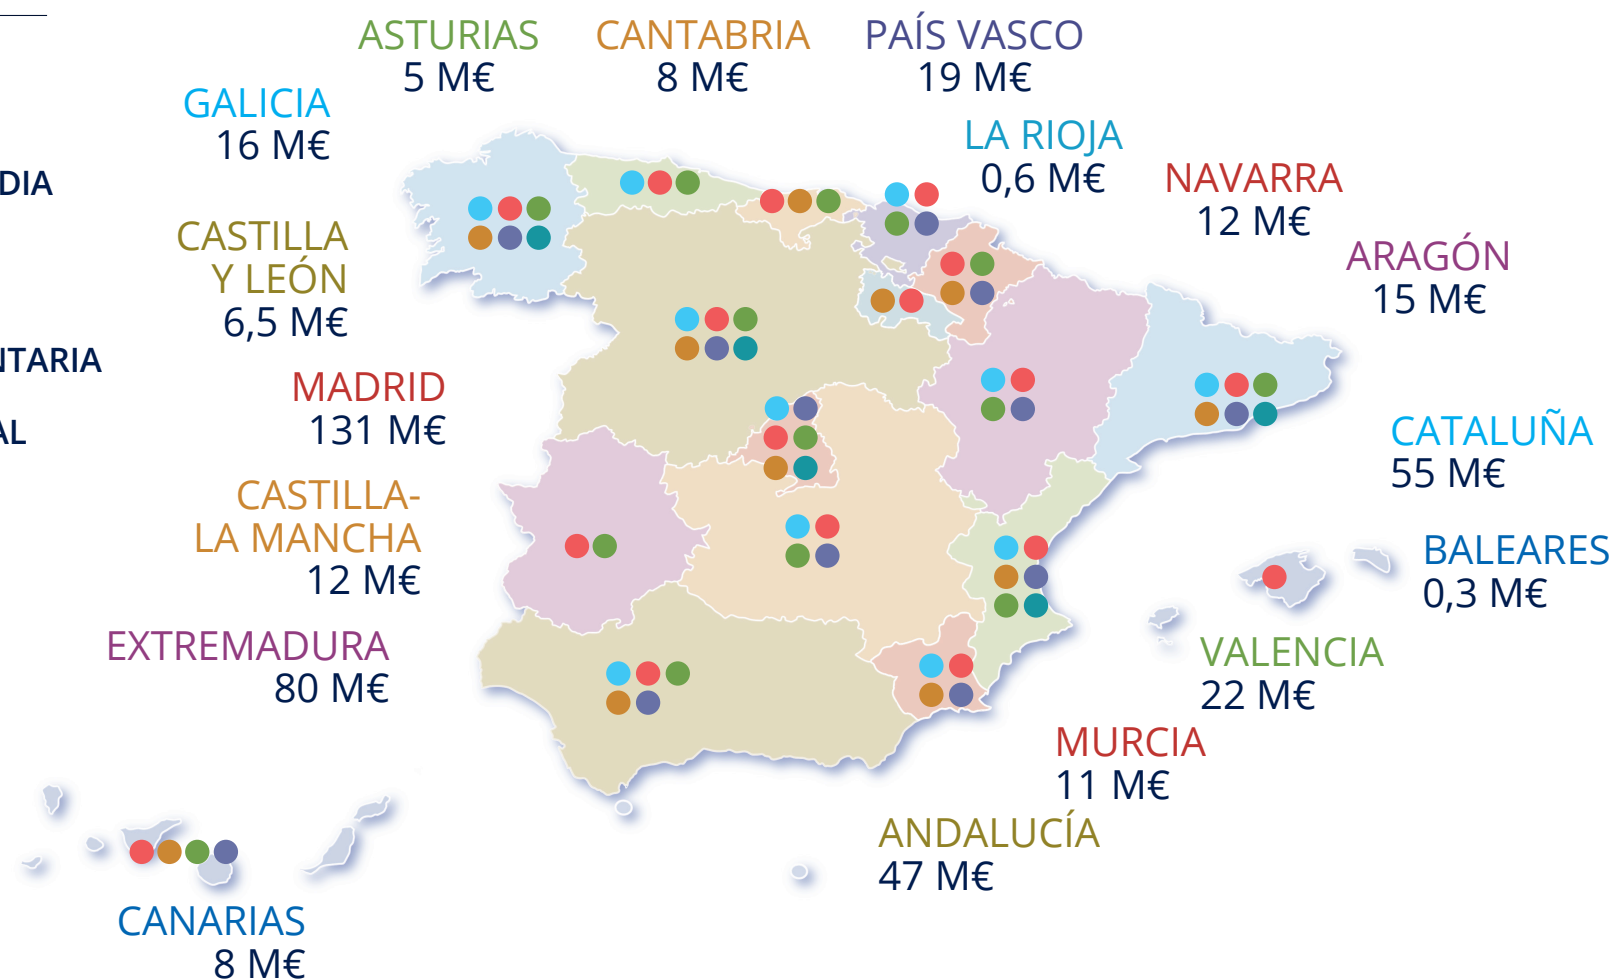 ASTURIAS
5 M€
CANTABRIA
8 M€
PAÍS VASCO
19 M€
GALICIA
16 M€
LA RIOJA
0,6 M€
NAVARRA
12 M€
DIA
CASTILLA
Y LEÓN
6,5 M€
ARAGÓN
15 M€
NTARIA
MADRID
131 M€
AL
CATALUÑA
55 M€
CASTILLA-
LA MANCHA
12 M€
BALEARES
0,3 M€
EXTREMADURA
80 M€
VALENCIA
22 M€
MURCIA
11 M€
ANDALUCÍA
47 M€
CANARIAS
8 M€